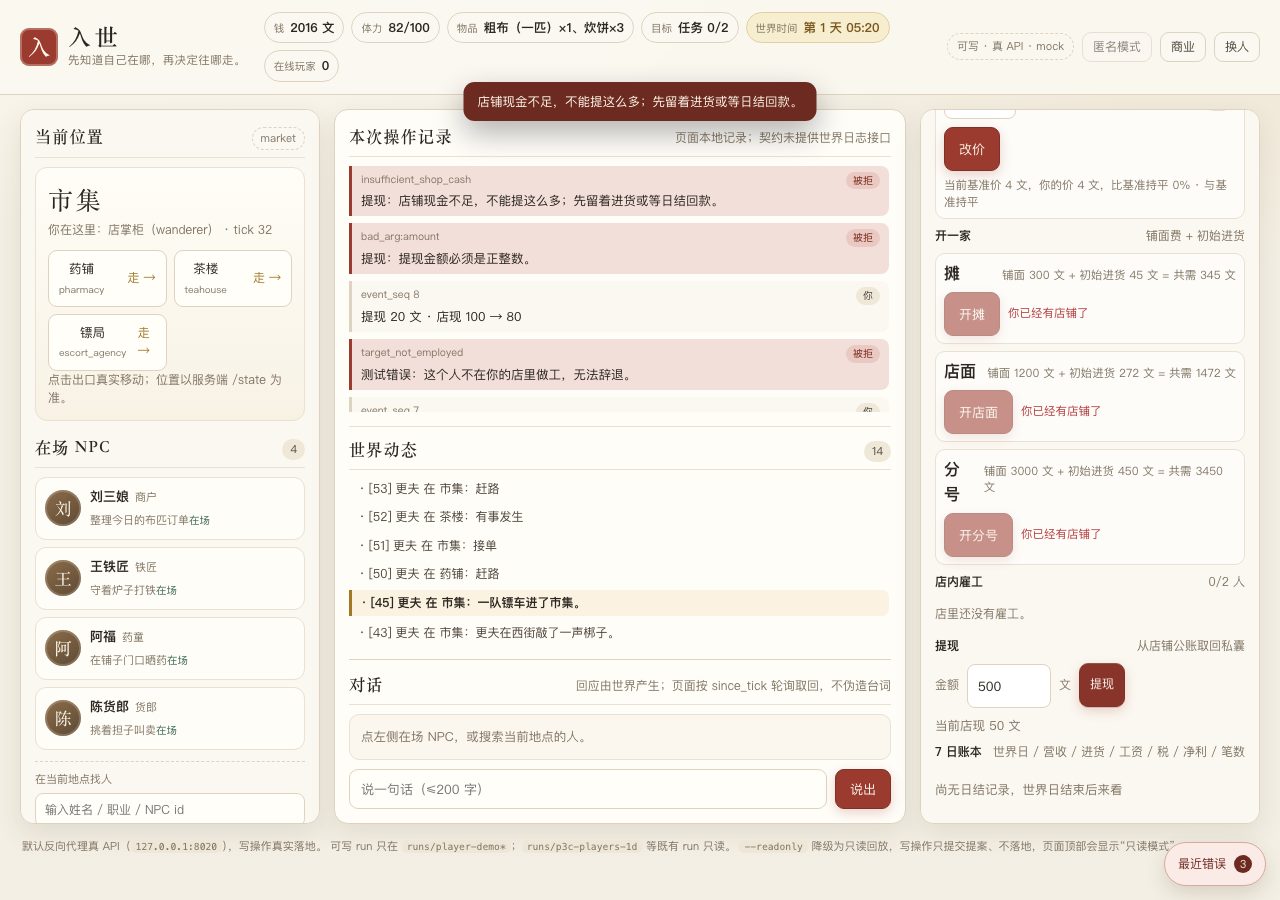 入
入世
先知道自己在哪，再决定往哪走。
钱 2016 文
体力 82/100
物品 粗布（一匹）×1、炊饼×3
目标 任务 0/2
世界时间 第 1 天 05:20
在线玩家 0
可写 · 真 API · mock
匿名模式
商业
换人
店铺现金不足，不能提这么多；先留着进货或等日结回款。
当前位置
market
市集
你在这里：店掌柜（wanderer） · tick 32
药铺
pharmacy
走 →
茶楼
teahouse
走 →
镖局
escort_agency
走
→
点击出口真实移动；位置以服务端 /state 为
准。
在场 NPC
4
刘
刘三娘 商户
整理今日的布匹订单在场
王
王铁匠 铁匠
守着炉子打铁在场
阿
阿福 药童
在铺子门口晒药在场
陈
陈货郎 货郎
挑着担子叫卖在场
在当前地点找人
输入姓名 / 职业 / NPC id
本次操作记录
页面本地记录；契约未提供世界日志接口
insufficient_shop_cash
被拒
提现：店铺现金不足，不能提这么多；先留着进货或等日结回款。
bad_arg:amount
被拒
提现：提现金额必须是正整数。
event_seq 8
你
提现 20 文 · 店现 100 → 80
target_not_employed
被拒
测试错误：这个人不在你的店里做工，无法辞退。
event_seq 7
你
世界动态
14
· [53] 更夫 在 市集：赶路
· [52] 更夫 在 茶楼：有事发生
· [51] 更夫 在 市集：接单
· [50] 更夫 在 药铺：赶路
· [45] 更夫 在 市集：一队镖车进了市集。
· [43] 更夫 在 市集：更夫在西街敲了一声梆子。
对话
回应由世界产生；页面按 since_tick 轮询取回，不伪造台词
点左侧在场 NPC，或搜索当前地点的人。
说一句话（≤200 字）
说出
改价
当前基准价 4 文，你的价 4 文，比基准持平 0% · 与基
准持平
开一家
铺面费 + 初始进货
摊
铺面 300 文 + 初始进货 45 文 = 共需 345 文
开摊
你已经有店铺了
店面
铺面 1200 文 + 初始进货 272 文 = 共需 1472 文
开店面
你已经有店铺了
分
号
铺面 3000 文 + 初始进货 450 文 = 共需 3450
文
开分号
你已经有店铺了
店内雇工
0/2 人
店里还没有雇工。
提现
从店铺公账取回私囊
金额
500
文
提现
当前店现 50 文
7 日账本
世界日 / 营收 / 进货 / 工资 / 税 / 净利 / 笔数
尚无日结记录，世界日结束后来看
默认反向代理真 API（ 127.0.0.1:8020 ），写操作真实落地。 可写 run 只在 runs/player-demo* ； runs/p3c-players-1d 等既有 run 只读。 --readonly 降级为只读回放，写操作只提交提案、不落地，页面顶部会显示“只读模式”
最近错误 3